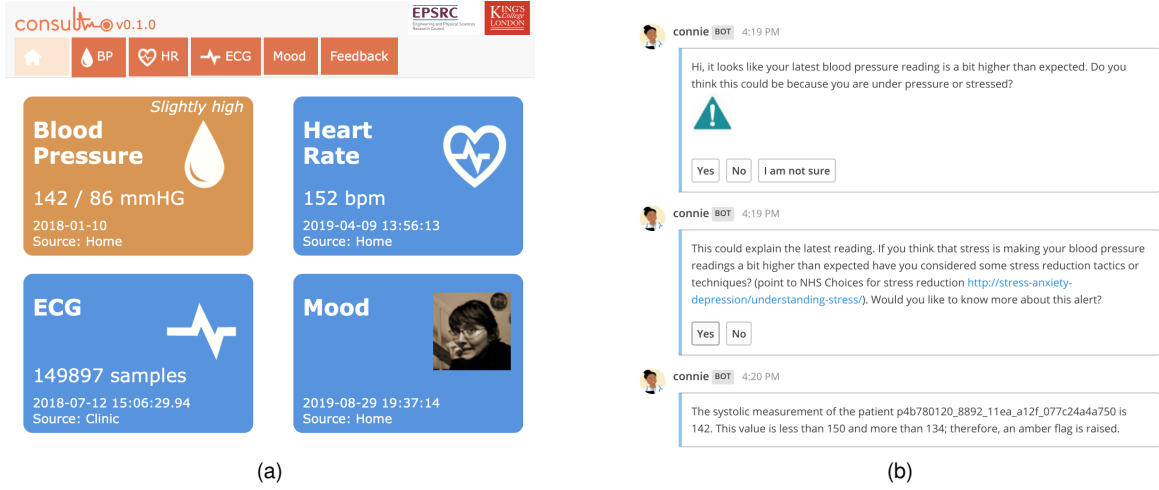 consult v0.1.0
EPSRC
Engineering and Physical Sciences
Research Council
KING'S
College
LONDON
BP
HR
ECG
Mood
Feedback
Slightly high
Blood
Pressure
142 / 86 mmHG
2018-01-10
Source: Home
Heart
Rate
152 bpm
2019-04-09 13:56:13
Source: Home
ECG
149897 samples
2018-07-12 15:06:29.94
Source: Clinic
Mood
2019-08-29 19:37:14
Source: Home
(a)
connie BOT 4:19 PM
Hi, it looks like your latest blood pressure reading is a bit higher than expected. Do you
think this could be because you are under pressure or stressed?
Yes No I am not sure
connie BOT 4:19 PM
This could explain the latest reading. If you think that stress is making your blood pressure
readings a bit higher than expected have you considered some stress reduction tactics or
techniques? (point to NHS Choices for stress reduction http://stress-anxiety-
depression/understanding-stress/). Would you like to know more about this alert?
Yes No
connie BOT 4:20 PM
The systolic measurement of the patient p4b780120_8892_11ea_a12f_077c24a4a750 is
142. This value is less than 150 and more than 134; therefore, an amber flag is raised.
(b)